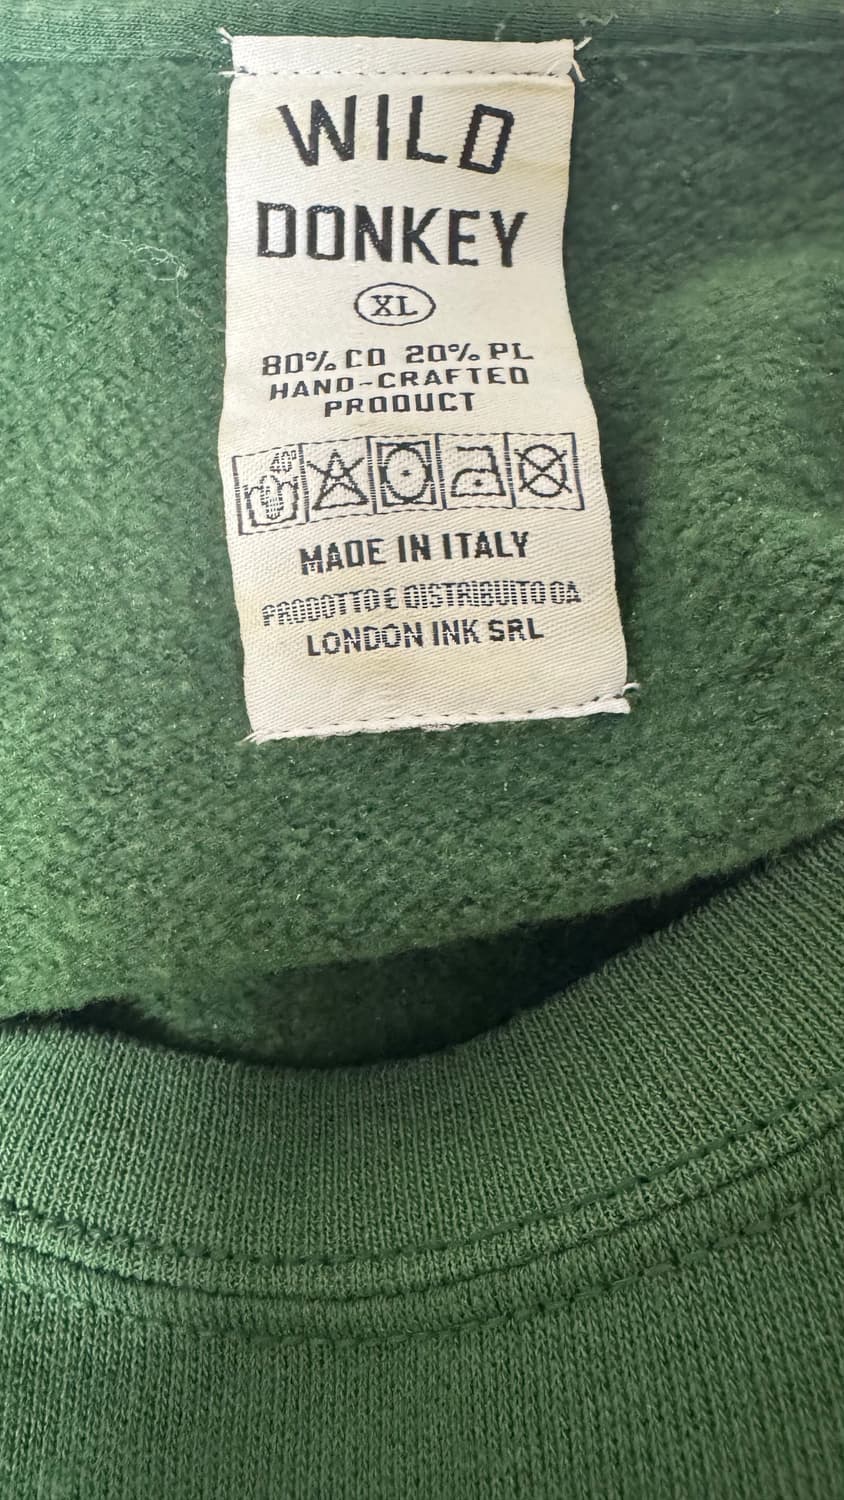 WILD
DONKEY
XL
80% CO 20% PL
HAND-CRAFTED
PRODUCT
40°
MADE IN ITALY
PRODOTTO E DISTRIBUITO DA
LONDON INK SRL